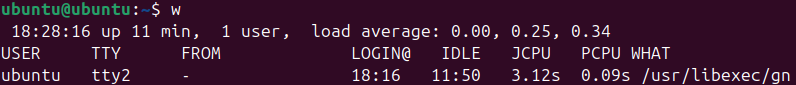 ubuntu@ubuntu:~$ w
 18:28:16 up 11 min,  1 user,  load average: 0.00, 0.25, 0.34
USER     TTY      FROM             LOGIN@   IDLE   JCPU   PCPU WHAT
ubuntu   tty2     -                18:16   11:50   3.12s  0.09s /usr/libexec/gn